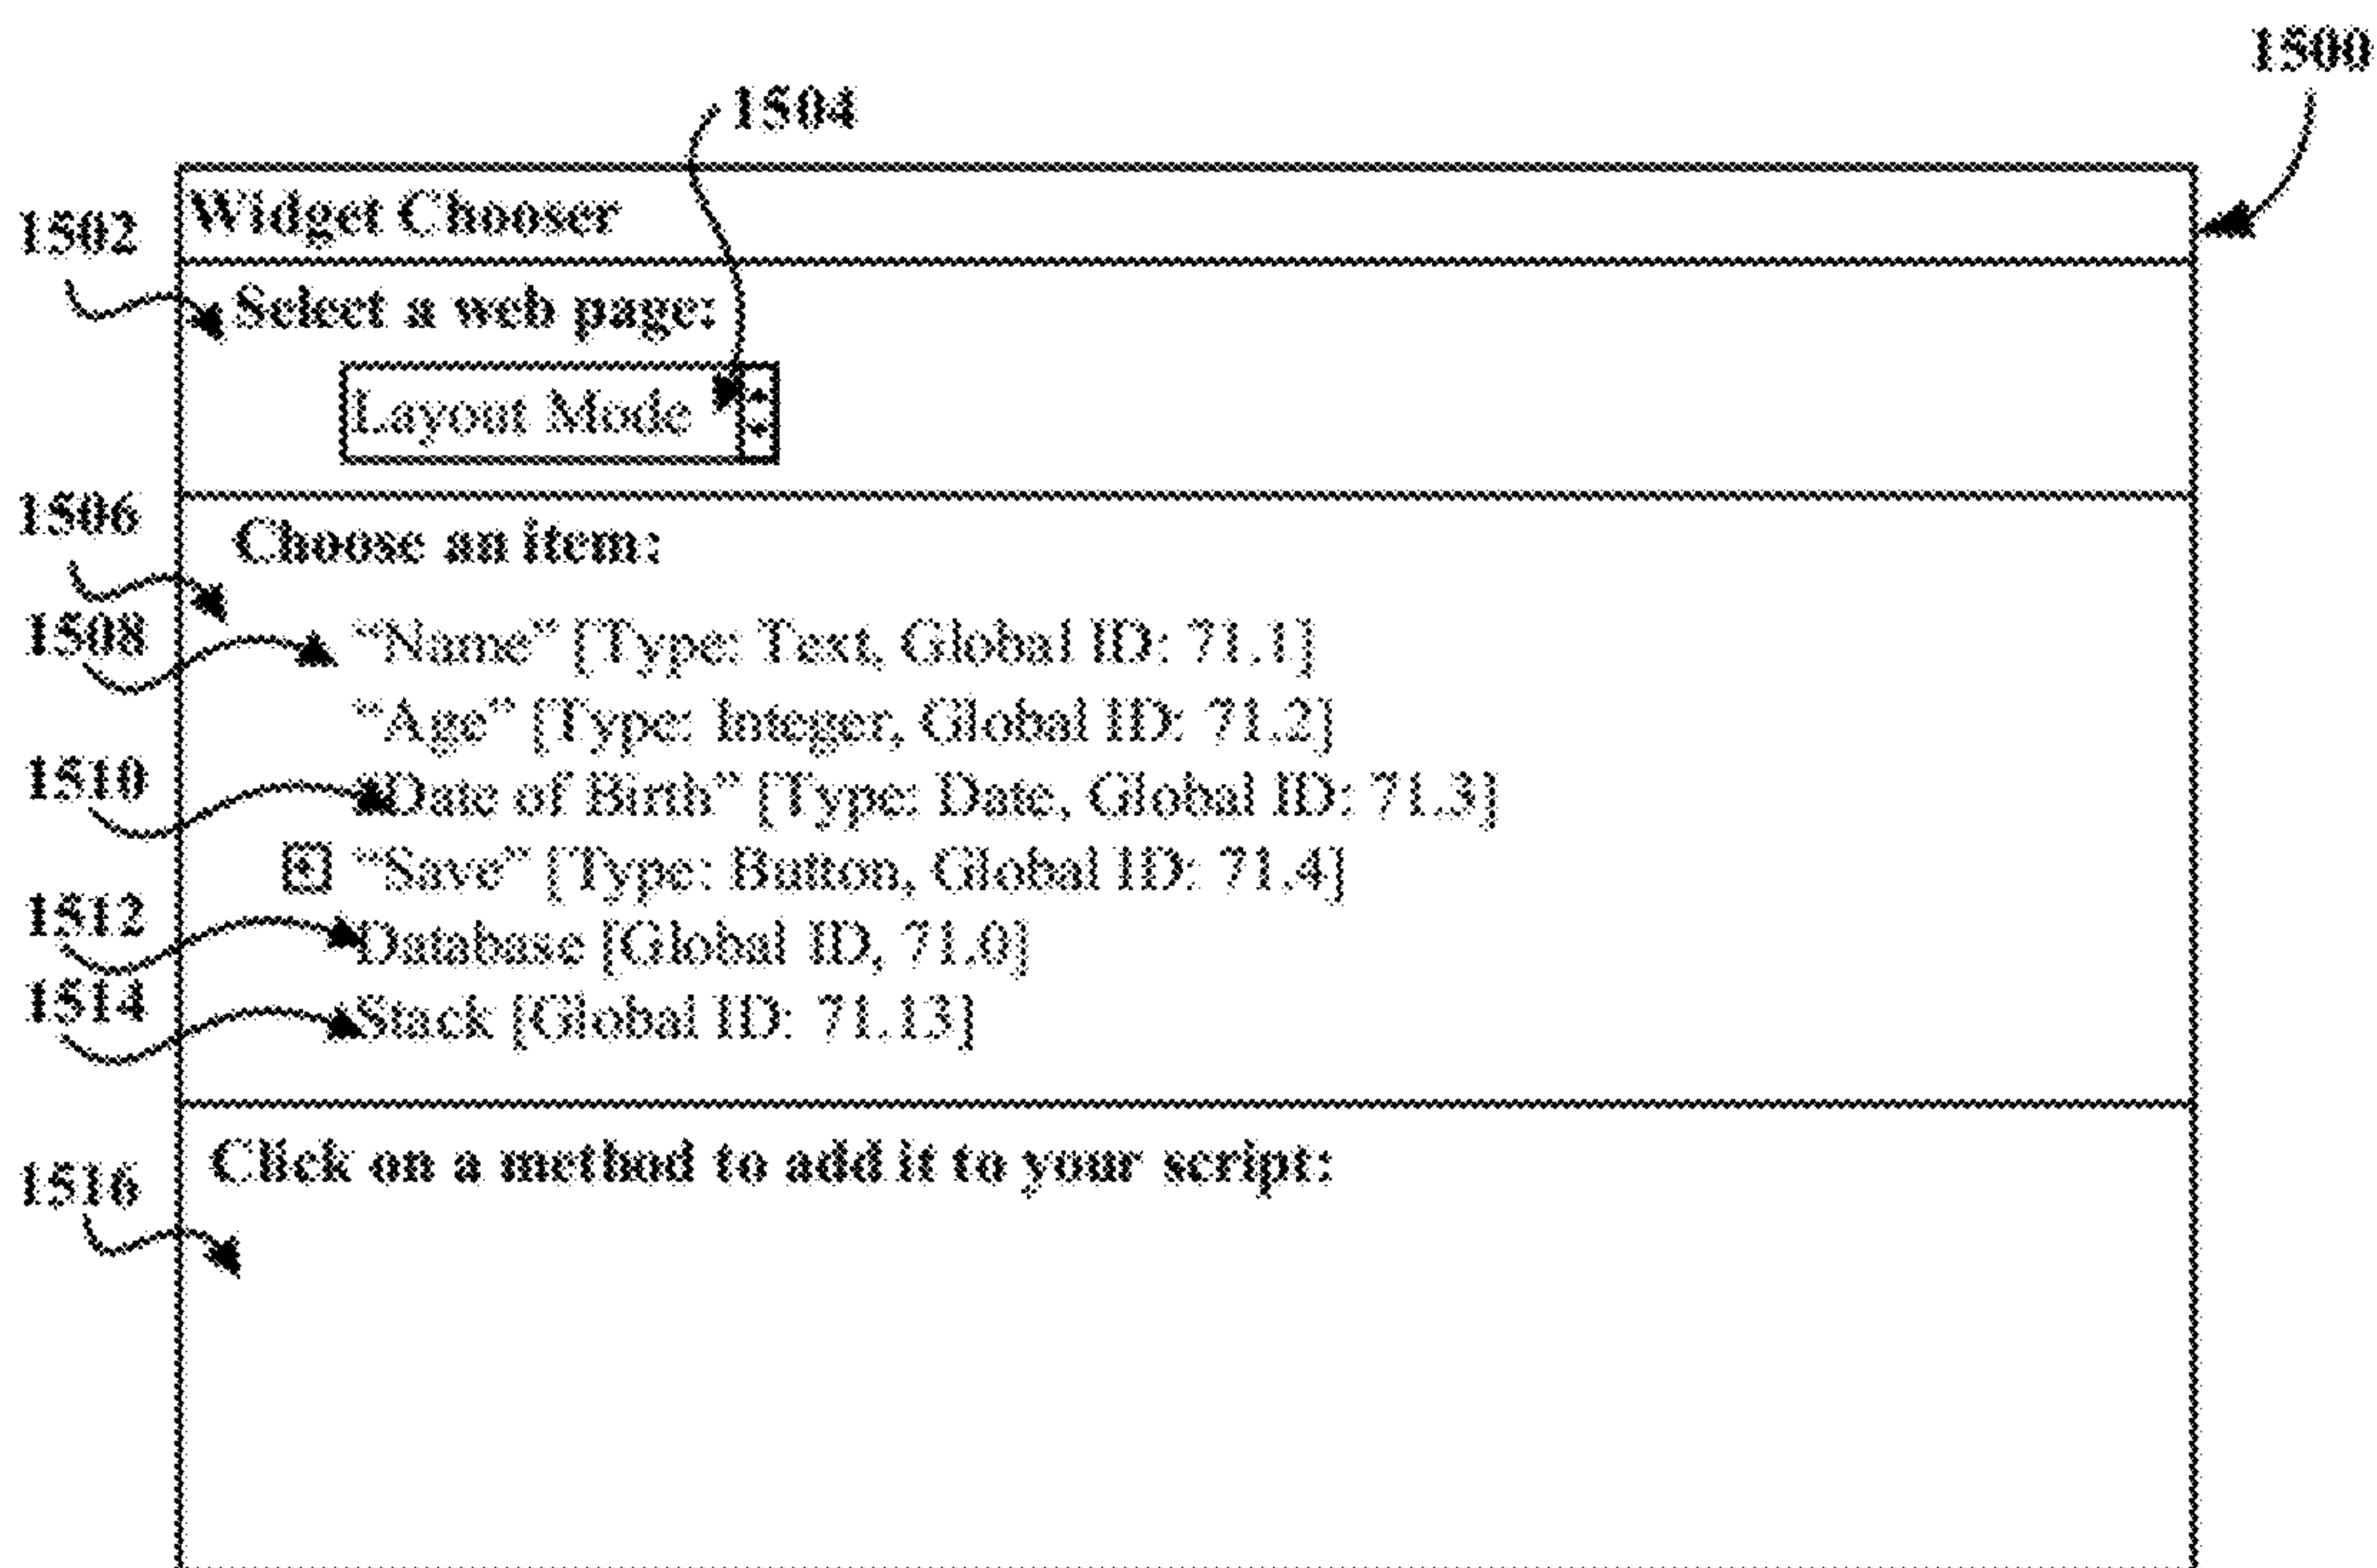 1500
1504
Widget Chooser
1502
Select a web page:
Layout Mode
1506
Choose an item:
1508
“Name” [Type: Text, Global ID: 71.1]
“Age” [Type: Integer, Global ID: 71.2]
1510
“Date of Birth” [Type: Date, Global ID: 71.3]
“Save” [Type: Button, Global ID: 71.4]
1512
Database [Global ID, 71.0]
1514
Stack [Global ID: 71.13]
Click on a method to add it to your script:
1516